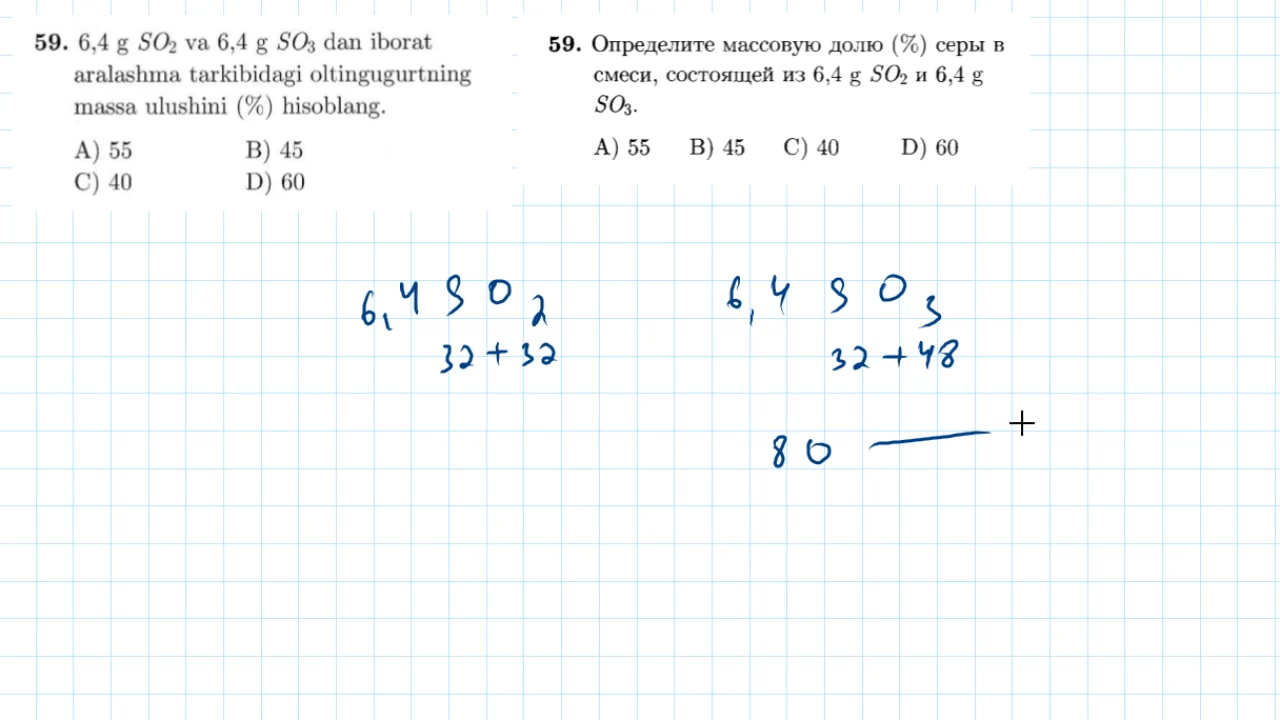 59. 6,4 g SO₂ va 6,4 g SO₃ dan iborat
aralashma tarkibidagi oltingugurtning
massa ulushini (%) hisoblang.
A) 55 B) 45
C) 40 D) 60
59. Определите массовую долю (%) серы в
смеси, состоящей из 6,4 g SO₂ и 6,4 g
SO₃.
A) 55 B) 45 C) 40 D) 60
6,4 SO₂
32+32
6,4 SO₃
32+48
80 —